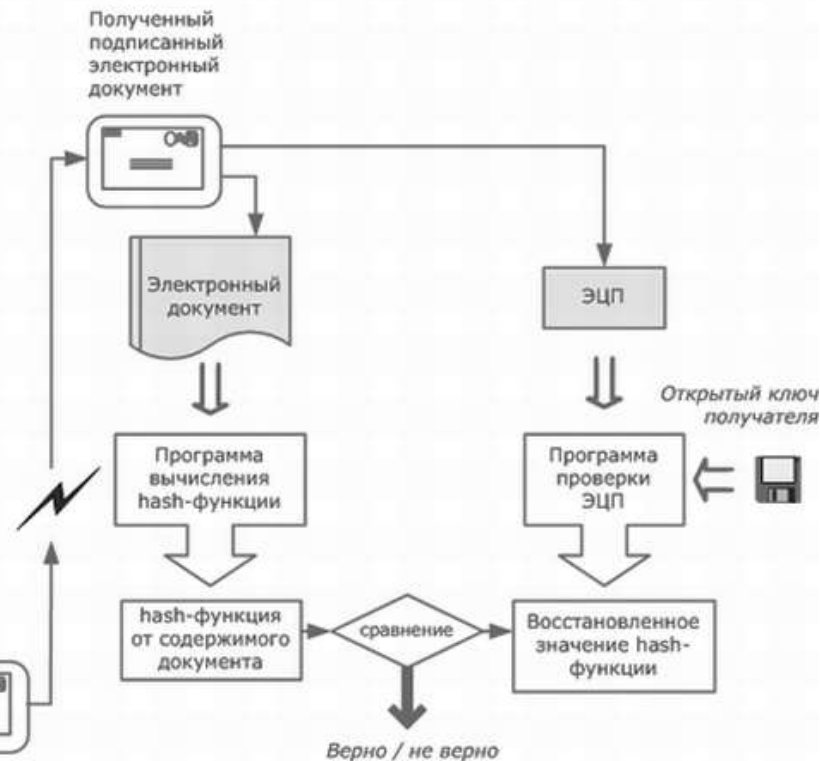 Полученный
подписанный
электронный
документ
Электронный
документ
ЭЦП
Открытый ключ
получателя
Программа
вычисления
hash-функции
Программа
проверки
ЭЦП
hash-функция
от содержимого
документа
сравнение
Восстановленное
значение hash-
функции
Верно / не верно